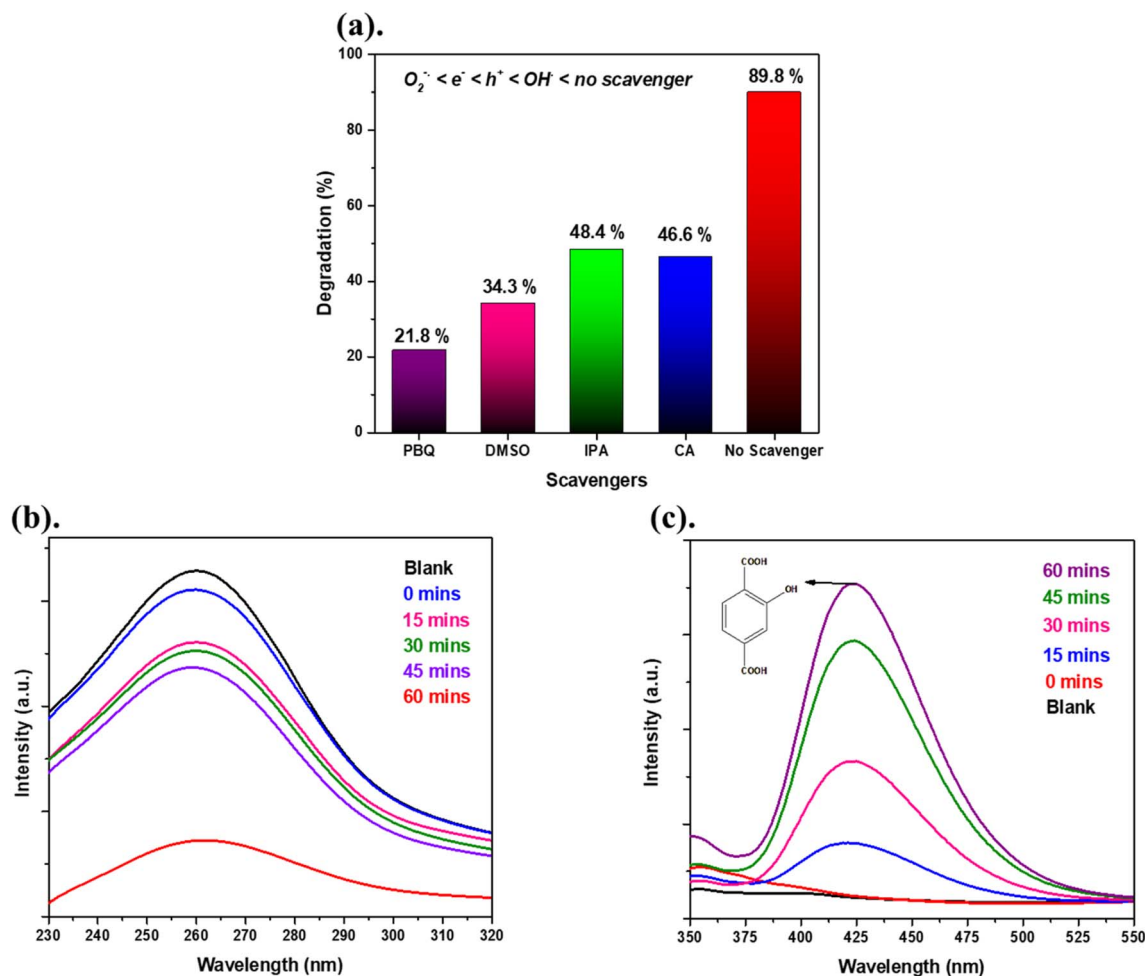 (a).
O₂⁻· < e⁻ < h⁺ < OH· < no scavenger
100
80
60
40
20
0
Degradation (%)
21.8 %
34.3 %
48.4 %
46.6 %
89.8 %
PBQ DMSO IPA CA No Scavenger
Scavengers
(b).
Intensity (a.u.)
Blank
0 mins
15 mins
30 mins
45 mins
60 mins
230 240 250 260 270 280 290 300 310 320
Wavelength (nm)
(c).
Intensity (a.u.)
COOH
OH
COOH
60 mins
45 mins
30 mins
15 mins
0 mins
Blank
350 375 400 425 450 475 500 525 550
Wavelength (nm)